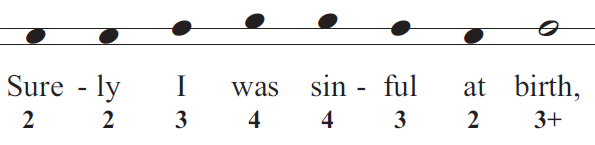 Sure - ly I was sin - ful at birth,
2 2 3 4 4 3 2 3+